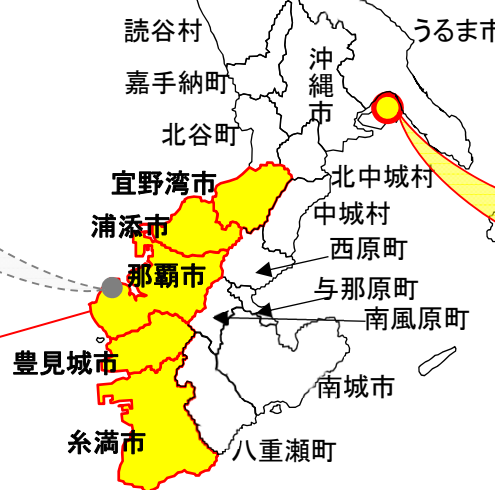 読谷村
うるま市
沖縄市
嘉手納町
北谷町
宜野湾市
北中城村
中城村
浦添市
西原町
那覇市
与那原町
南風原町
豊見城市
南城市
糸満市
八重瀬町